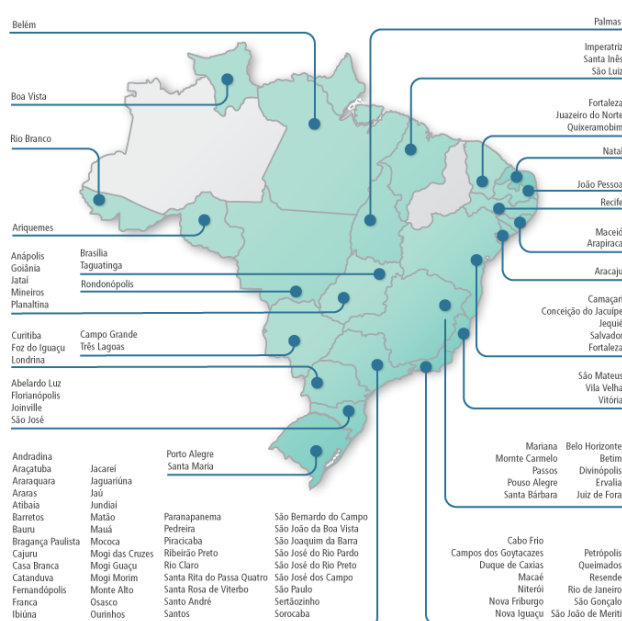 Belém
Boa Vista
Rio Branco
Ariquemes
Anápolis
Goiânia
Jataí
Mineiros
Planaltina
Brasília
Taguatinga
Rondonópolis
Curitiba
Foz do Iguaçu
Londrina
Campo Grande
Três Lagoas
Abelardo Luz
Florianópolis
Joinville
São José
Porto Alegre
Santa Maria
Andradina
Araçatuba
Araraquara
Araras
Atibaia
Barretos
Bauru
Bragança Paulista
Cajuru
Casa Branca
Catanduva
Fernandópolis
Franca
Ibiúna
Jacareí
Jaguariúna
Jaú
Jundiaí
Matão
Mauá
Mococa
Mogi das Cruzes
Mogi Guaçu
Mogi Morim
Monte Alto
Osasco
Ourinhos
Paranapanema
Pedreira
Piracicaba
Ribeirão Preto
Rio Claro
Santa Rita do Passa Quatro
Santa Rosa de Viterbo
Santo André
Santos
São Bernardo do Campo
São João da Boa Vista
São Joaquim da Barra
São José do Rio Pardo
São José do Rio Preto
São José dos Campo
São Paulo
Sertãozinho
Sorocaba
Palmas
Imperatriz
Santa Inês
São Luiz
Fortaleza
Juazeiro do Norte
Quixeramobim
Natal
João Pessoa
Recife
Maceió
Arapiraca
Aracaju
Camaçari
Conceição do Jacuípe
Jequié
Salvador
Fortaleza
São Mateus
Vila Velha
Vitória
Mariana
Momte Carmelo
Passos
Pouso Alegre
Santa Bárbara
Belo Horizonte
Betim
Divinópolis
Ervalia
Juiz de Fora
Cabo Frio
Campos do Goytacazes
Duque de Caxias
Macaé
Niterói
Nova Friburgo
Nova Iguaçu
Petrópolis
Queimados
Resende
Rio de Janeiro
São Gonçalo
São João de Meriti